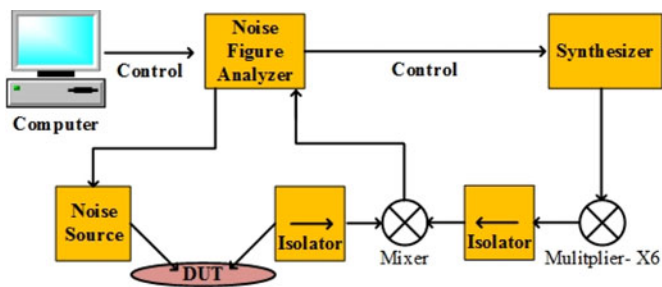 Computer
Control
Noise
Figure
Analyzer
Control
Synthesizer
Noise
Source
DUT
Isolator
Mixer
Isolator
Mulitplier- X6